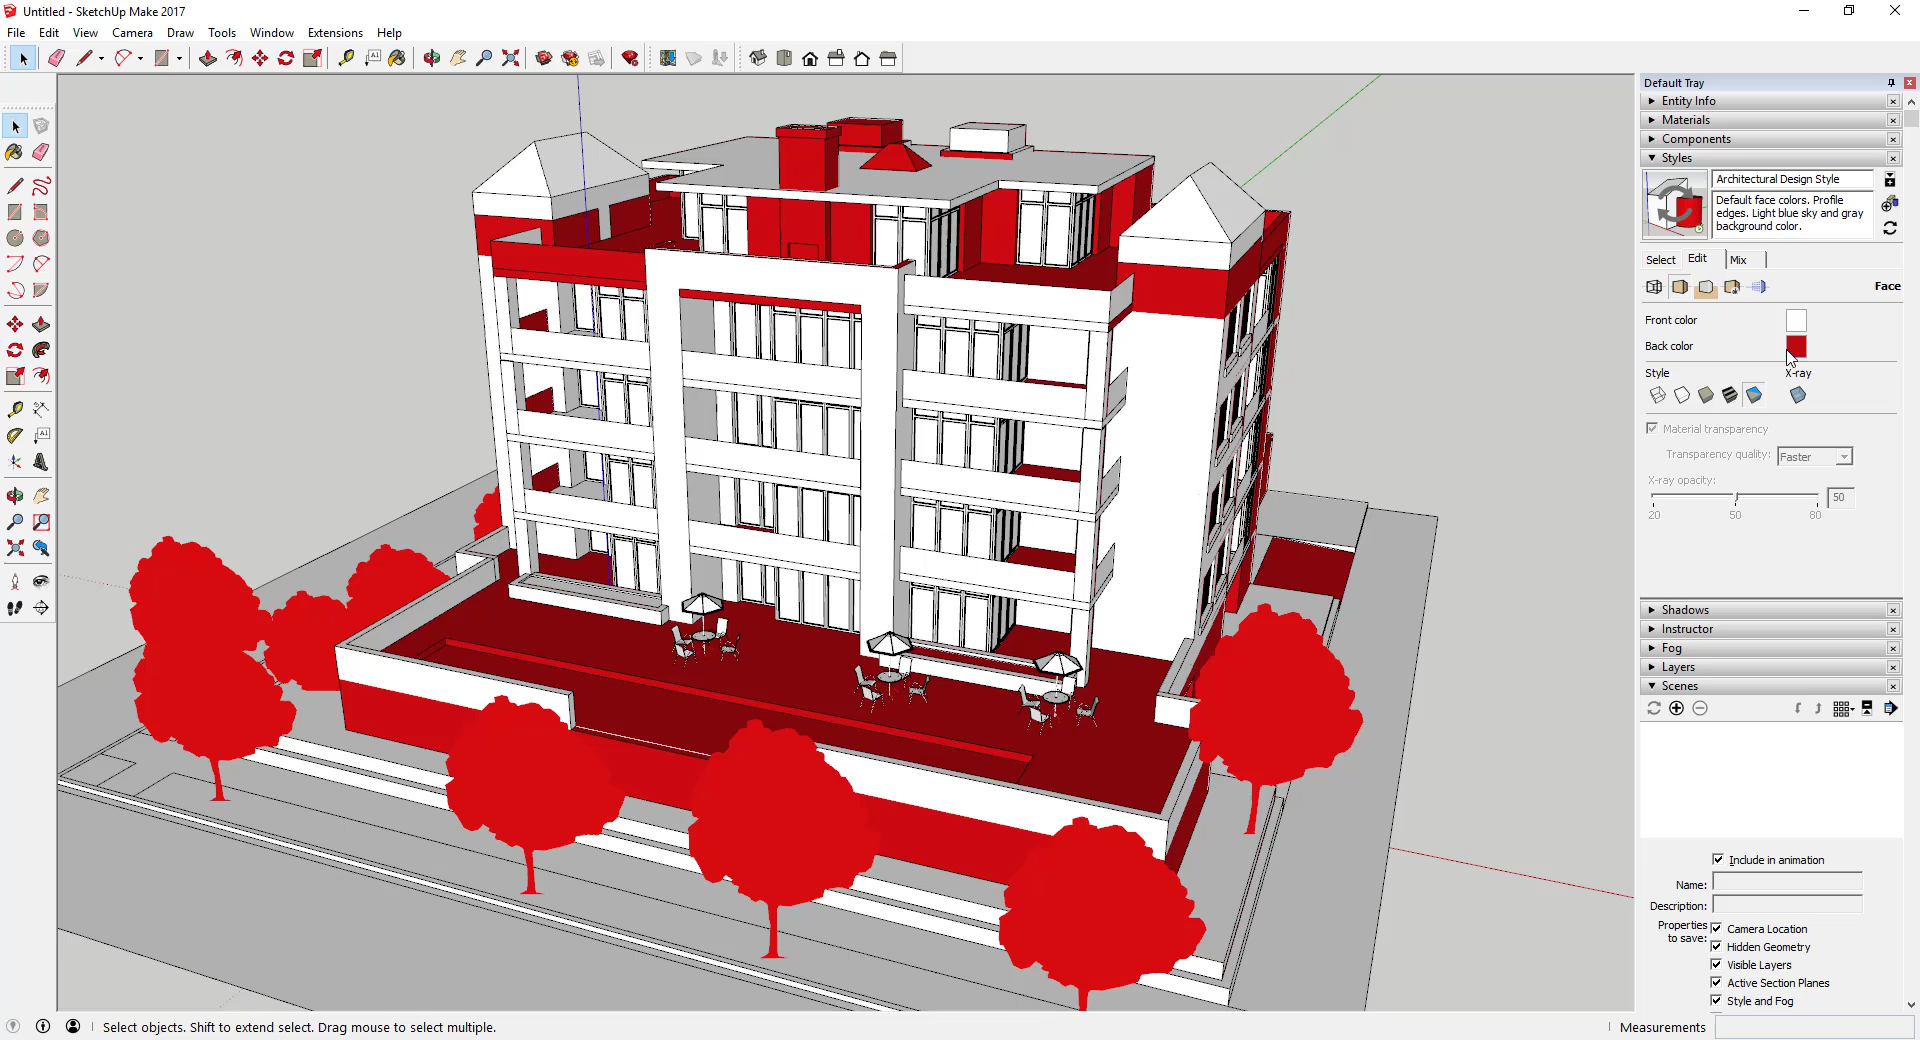 Untitled - SketchUp Make 2017
File Edit View Camera Draw Tools Window Extensions Help
Default Tray
Entity Info
Materials
Components
Styles
Architectural Design Style
Default face colors. Profile
edges. Light blue sky and gray
background color.
Select Edit Mix
Face
Front color
Back color
Style X-ray
Material transparency
Transparency quality: Faster
X-ray opacity:
50
20 50 80
Shadows
Instructor
Fog
Layers
Scenes
Include in animation
Name:
Description:
Properties
to save:
Camera Location
Hidden Geometry
Visible Layers
Active Section Planes
Style and Fog
Select objects. Shift to extend select. Drag mouse to select multiple.
Measurements